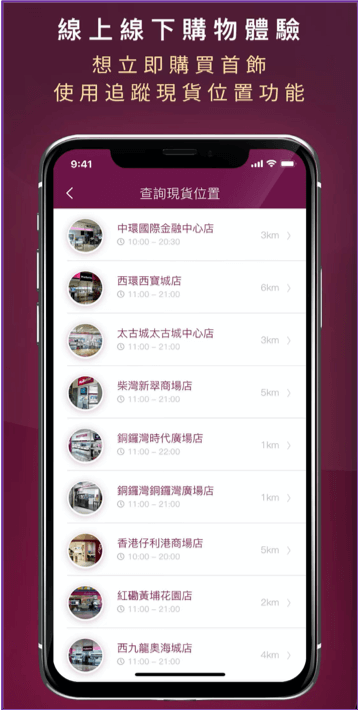 線上線下購物體驗
想立即購買首飾
使用追蹤現貨位置功能
9:41
查詢現貨位置
中環國際金融中心店
10:00 – 20:30
3km
西環西寶城店
11:00 – 21:00
6km
太古城太古城中心店
11:00 – 21:00
3km
柴灣新翠商場店
11:00 – 21:00
5km
銅鑼灣時代廣場店
11:00 – 22:00
1km
銅鑼灣銅鑼灣廣場店
11:00 – 21:00
1km
香港仔利港商場店
10:00 – 20:00
5km
紅磡黃埔花園店
11:00 – 21:00
2km
西九龍奧海城店
11:00 – 21:00
4km